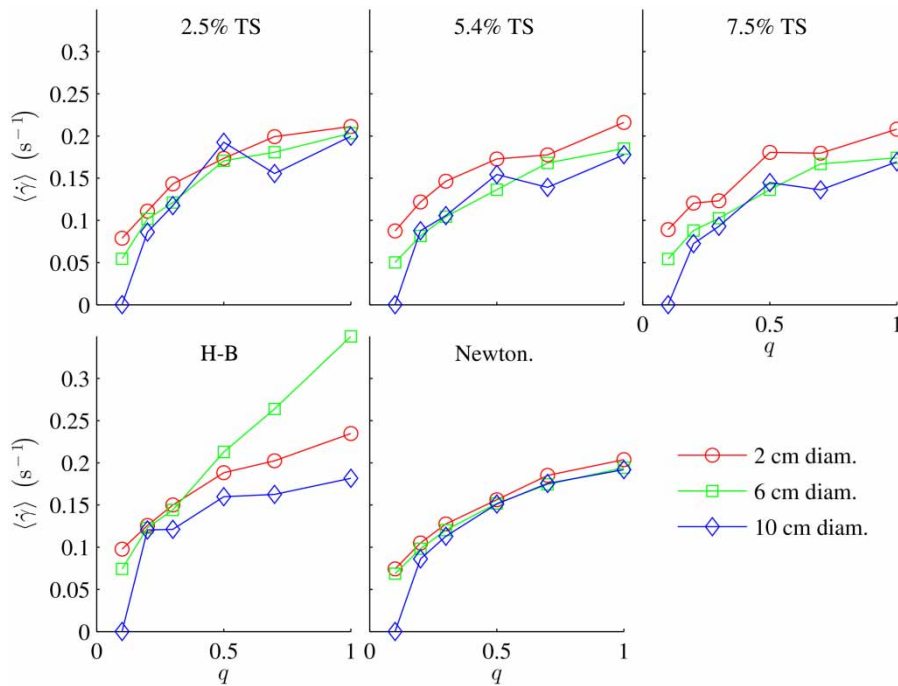 2.5% TS
5.4% TS
7.5% TS
0.3
0.25
0.2
0.15
0.1
0.05
0
⟨γ̇⟩ (s⁻¹)
0
0.5
1
q
H-B
Newton.
0.3
0.25
0.2
0.15
0.1
0.05
0
⟨γ̇⟩ (s⁻¹)
0
0.5
1
q
0
0.5
1
q
2 cm diam.
6 cm diam.
10 cm diam.